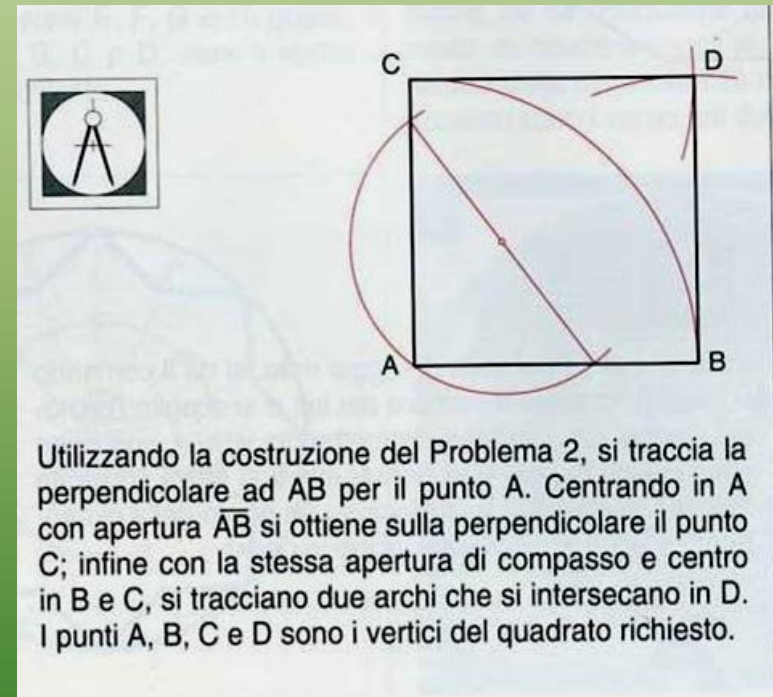 C D
A B
Utilizzando la costruzione del Problema 2, si traccia la
perpendicolare ad AB per il punto A. Centrando in A
con apertura A̅B̅ si ottiene sulla perpendicolare il punto
C; infine con la stessa apertura di compasso e centro
in B e C, si tracciano due archi che si intersecano in D.
I punti A, B, C e D sono i vertici del quadrato richiesto.